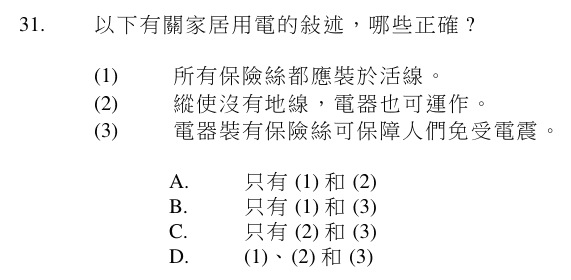 31. 以下有關家居用電的敍述，哪些正確？
(1) 所有保險絲都應裝於活線。
(2) 縱使沒有地線，電器也可運作。
(3) 電器裝有保險絲可保障人們免受電震。
A. 只有 (1) 和 (2)
B. 只有 (1) 和 (3)
C. 只有 (2) 和 (3)
D. (1)、(2) 和 (3)